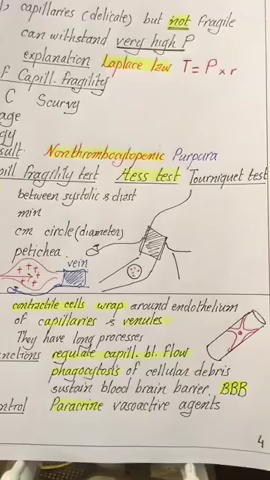 capillaries (delicate) but not fragile
can withstand very high P
explanation Laplace law T = P x r
f Capill. fragility
C Scurvy
age
gy
sult: Nonthrombocytopenic Purpura
pill fragility test Hess test Tourniquet test
between systolic & diast
min
cm circle (diameter)
petichea
vein
contractile cells wrap around endothelium
of capillaries & venules
They have long processes
nctions regulate capill. bl. flow
phagocytosis of cellular debris
sustain blood brain barrier. BBB
ntrol Paracrine vasoactive agents
4